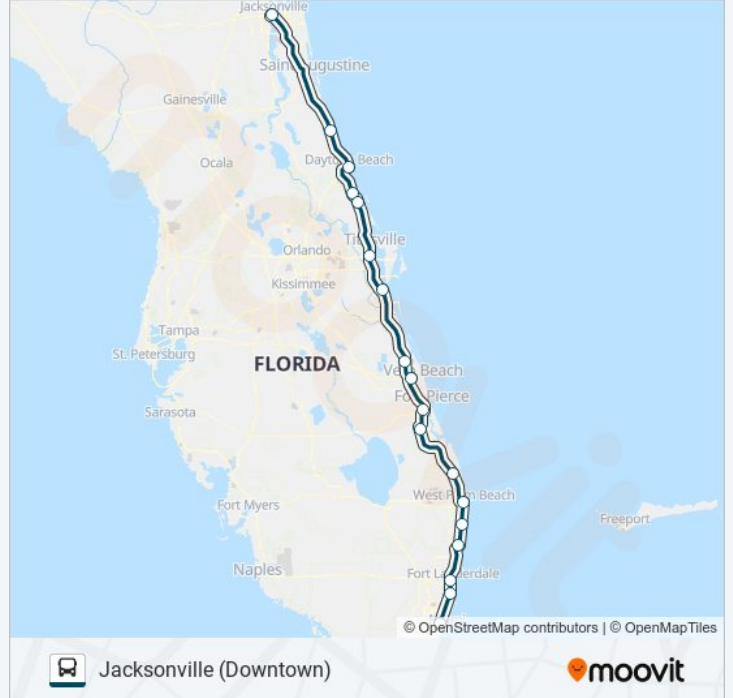 Jacksonville
Saint Augustine
Gainesville
Ocala
Daytona Beach
Titusville
Orlando
Kissimmee
Tampa
St. Petersburg
FLORIDA
Vero Beach
Fort Pierce
Sarasota
West Palm Beach
Fort Myers
Freeport
Naples
Fort Lauderdale
© OpenStreetMap contributors | © OpenMapTiles
Jacksonville (Downtown)
moovit